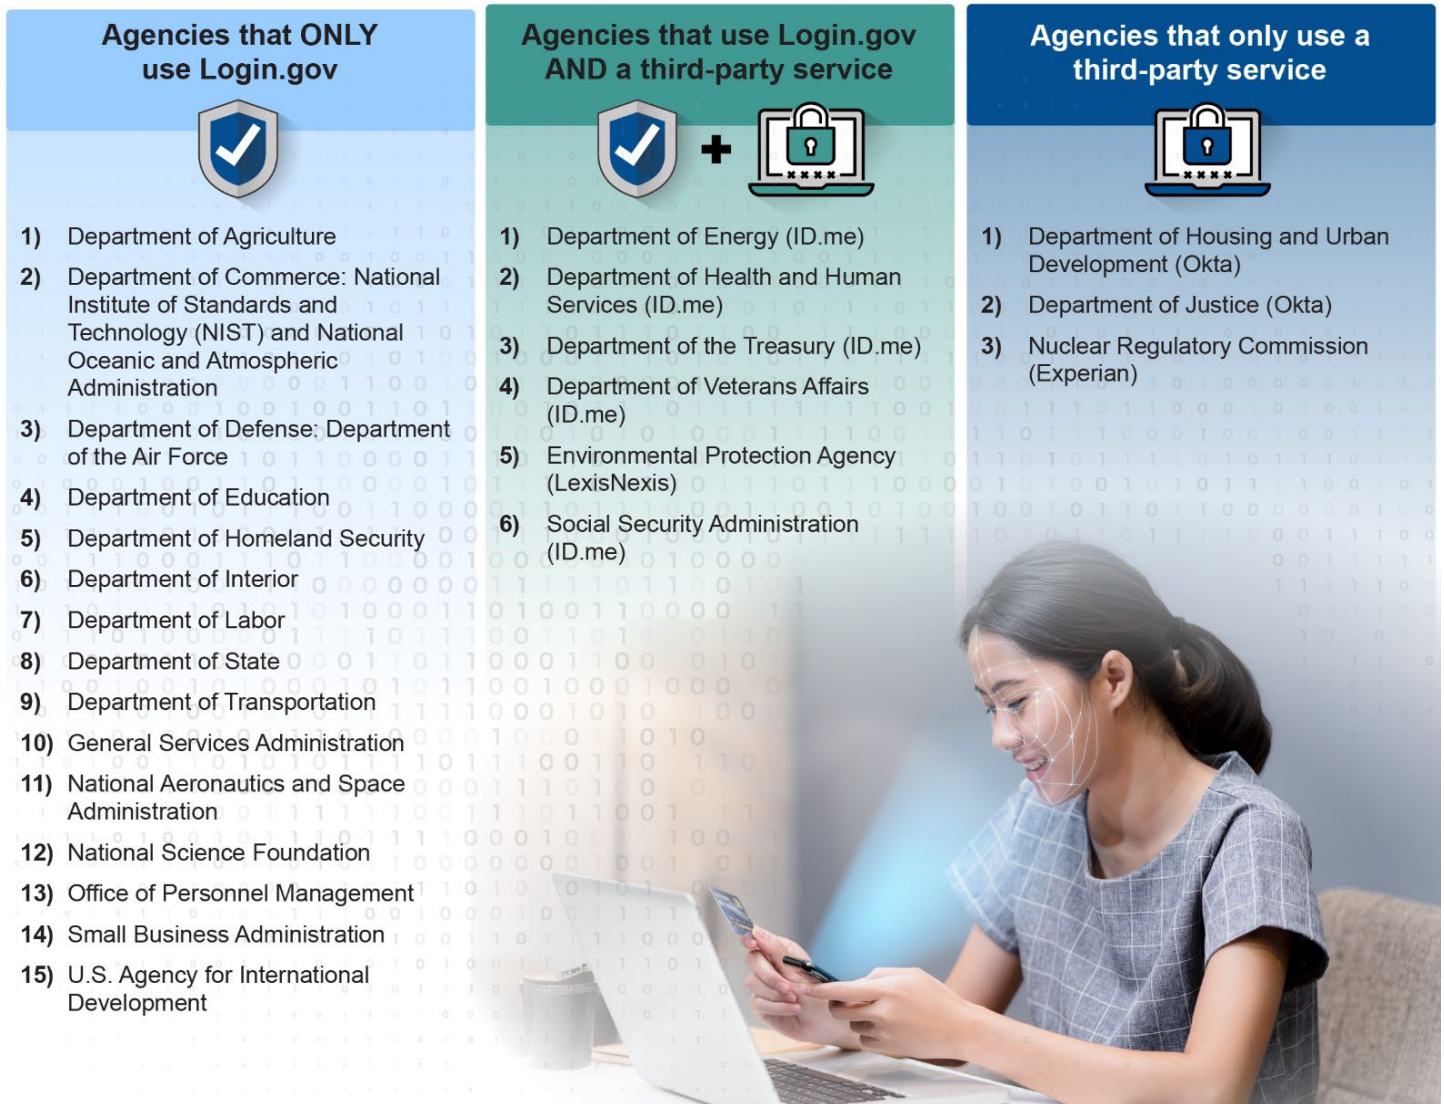 Agencies that ONLY
use Login.gov
1) Department of Agriculture
2) Department of Commerce: National
Institute of Standards and
Technology (NIST) and National
Oceanic and Atmospheric
Administration
3) Department of Defense: Department
of the Air Force
4) Department of Education
5) Department of Homeland Security
6) Department of Interior
7) Department of Labor
8) Department of State
9) Department of Transportation
10) General Services Administration
11) National Aeronautics and Space
Administration
12) National Science Foundation
13) Office of Personnel Management
14) Small Business Administration
15) U.S. Agency for International
Development
Agencies that use Login.gov
AND a third-party service
1) Department of Energy (ID.me)
2) Department of Health and Human
Services (ID.me)
3) Department of the Treasury (ID.me)
4) Department of Veterans Affairs
(ID.me)
5) Environmental Protection Agency
(LexisNexis)
6) Social Security Administration
(ID.me)
Agencies that only use a
third-party service
1) Department of Housing and Urban
Development (Okta)
2) Department of Justice (Okta)
3) Nuclear Regulatory Commission
(Experian)